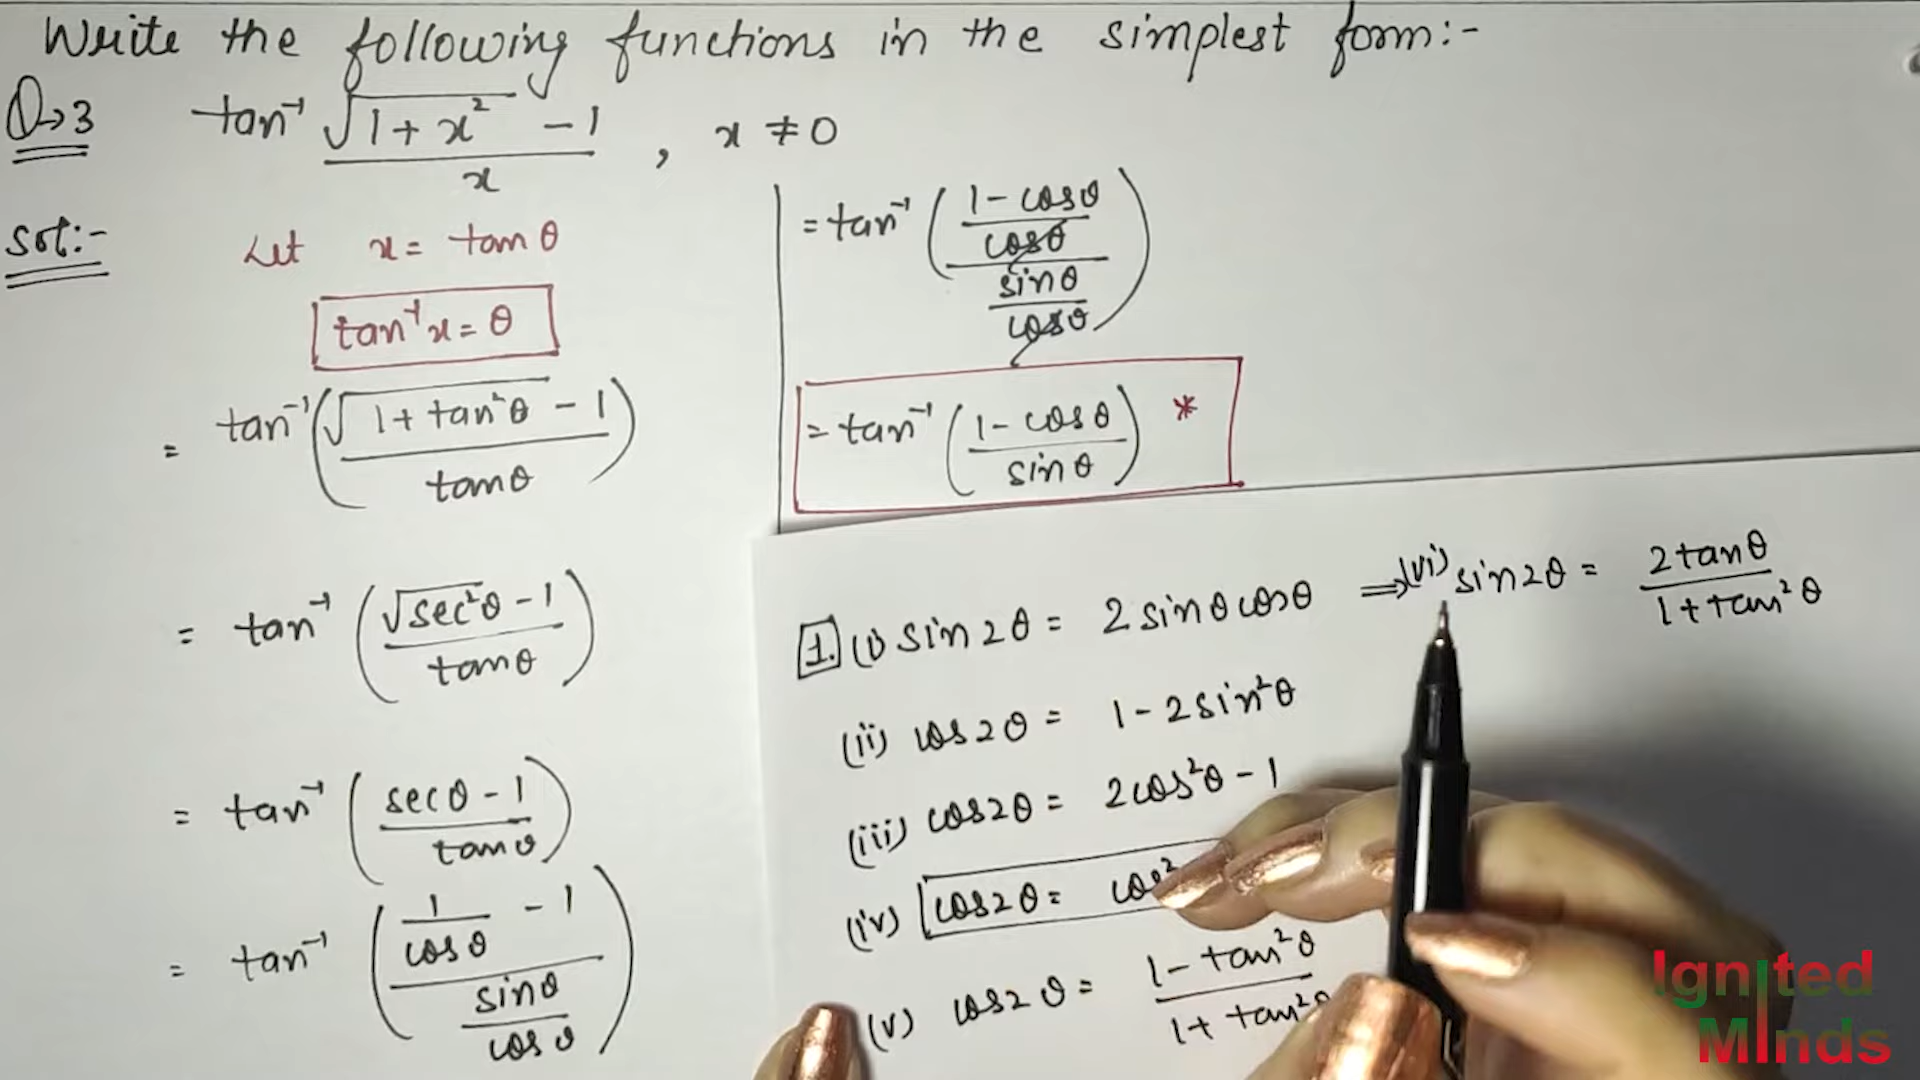 Write the following functions in the simplest form:-
Q→3 tan⁻¹ (√(1+x²) - 1)/x , x ≠ 0
Sol:- Let x = tan θ
tan⁻¹x = θ
= tan⁻¹((√(1+tan²θ) - 1)/tanθ)
= tan⁻¹((√sec²θ - 1)/tanθ)
= tan⁻¹((secθ - 1)/tanθ)
= tan⁻¹((1/cosθ - 1)/(sinθ/cosθ))
= tan⁻¹(((1 - cosθ)/cosθ)/(sinθ/cosθ))
= tan⁻¹((1 - cosθ)/sinθ) *
1. (i) sin2θ = 2sinθcosθ ⇒ (vi) sin2θ = 2tanθ/(1+tan²θ)
(ii) cos2θ = 1 - 2sin²θ
(iii) cos2θ = 2cos²θ - 1
(iv) cos2θ = cos²
(v) cos2θ = (1 - tan²θ)/(1 + tan²θ)
Ignited
Minds